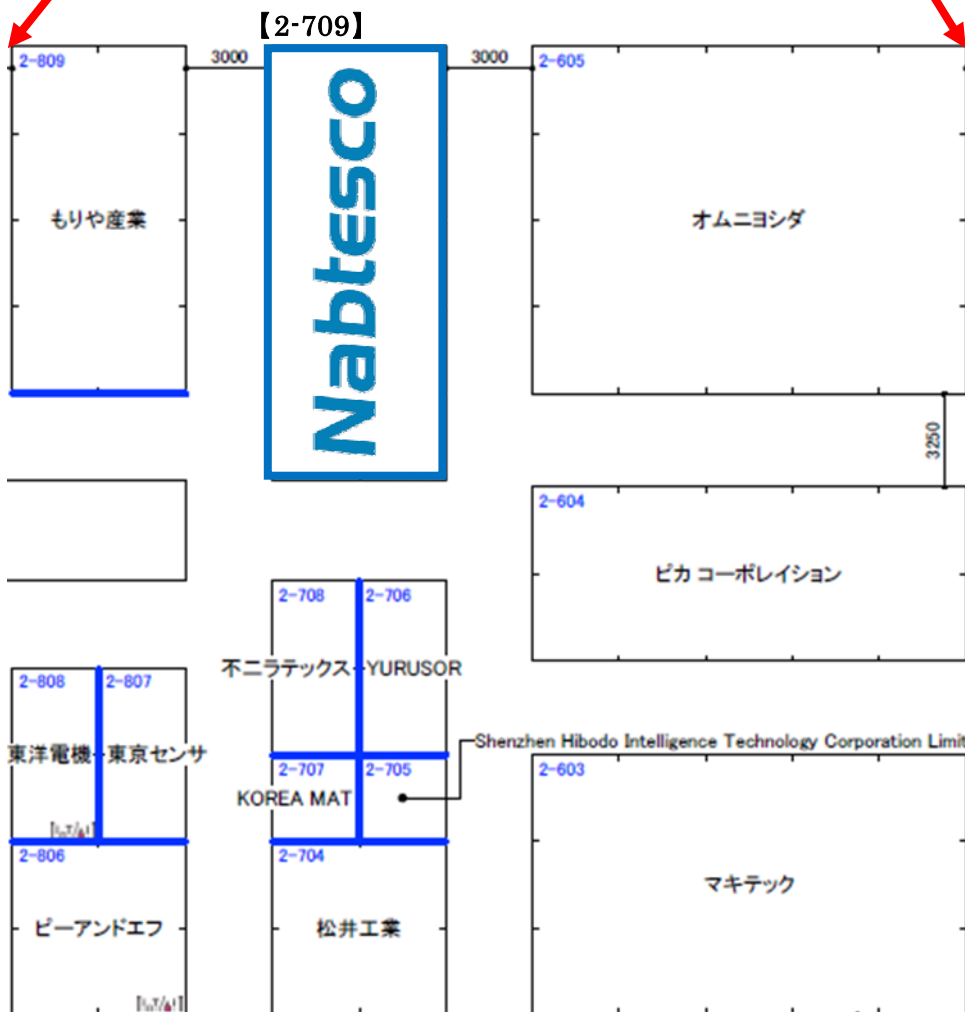 【2-709】
2-809
3000
3000
2-605
もりや産業
Nabtesco
オムニヨシダ
3250
2-604
ピカ コーポレイション
2-708
2-706
不二ラテックス
YURUSOR
2-808
2-807
東洋電機
東京センサ
Shenzhen Hibodo Intelligence Technology Corporation Limit
2-707
2-705
2-603
KOREA MAT
2-806
2-704
マキテック
ピーアンドエフ
松井工業